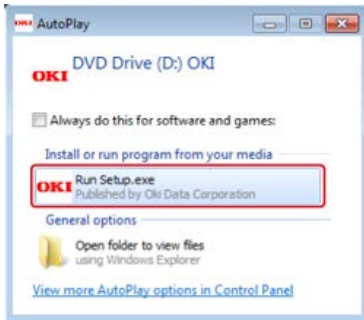 OKI AutoPlay
DVD Drive (D:) OKI
OKI
Always do this for software and games:
Install or run program from your media
OKI Run Setup.exe
Published by Oki Data Corporation
General options
Open folder to view files
using Windows Explorer
View more AutoPlay options in Control Panel